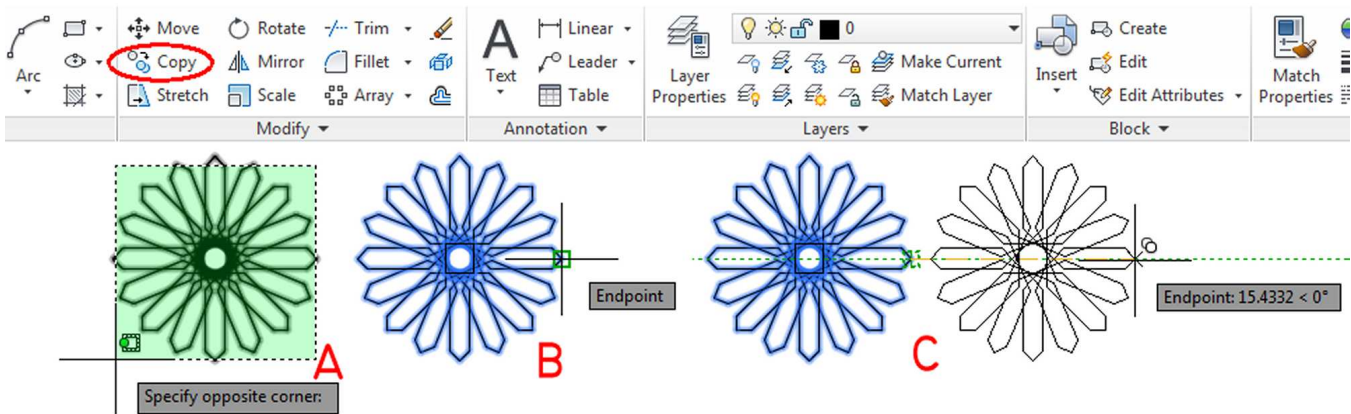 Move Rotate Trim Linear 0 Create
Arc Copy Mirror Fillet Text Leader Layer Properties Make Current Insert Edit Match Properties
Stretch Scale Array Table Match Layer Edit Attributes
Modify Annotation Layers Block
Endpoint
Endpoint: 15.4332 < 0°
A B C
Specify opposite corner: